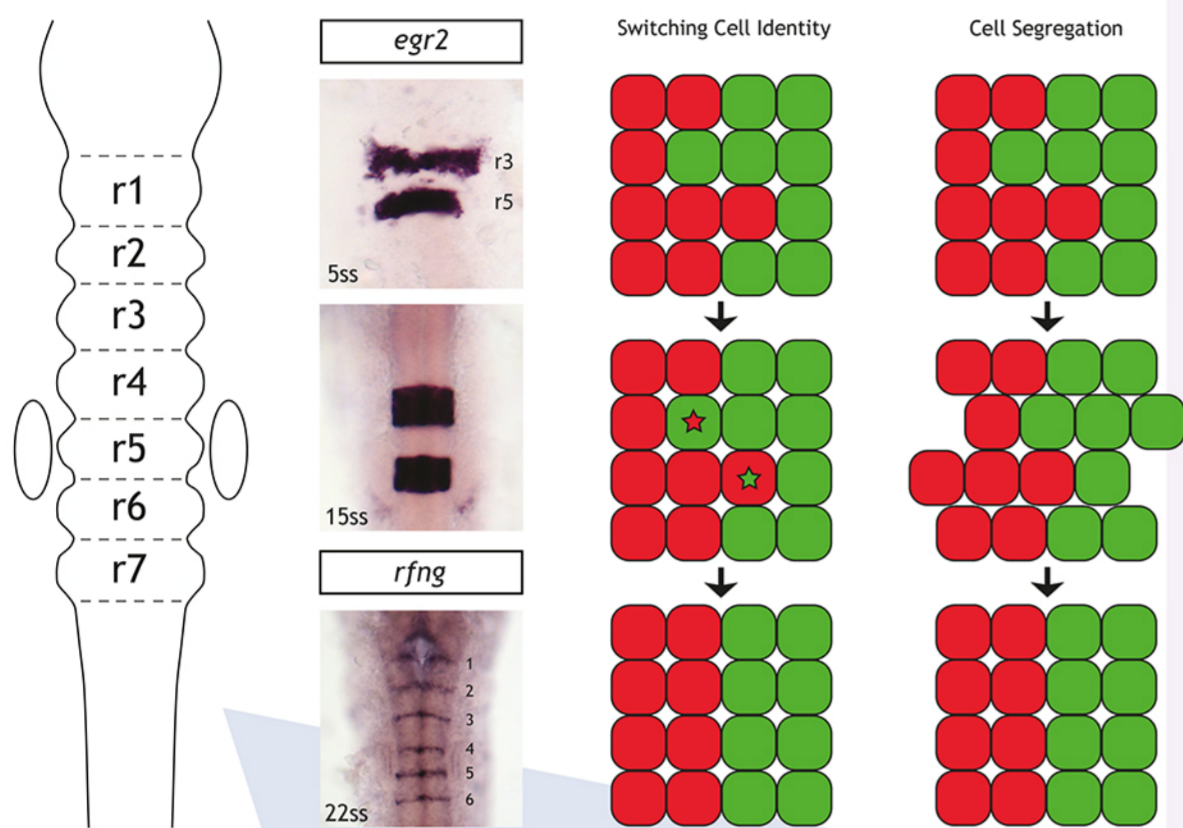 r1
r2
r3
r4
r5
r6
r7
egr2
r3
r5
5ss
15ss
rfng
1
2
3
4
5
6
22ss
Switching Cell Identity
Cell Segregation